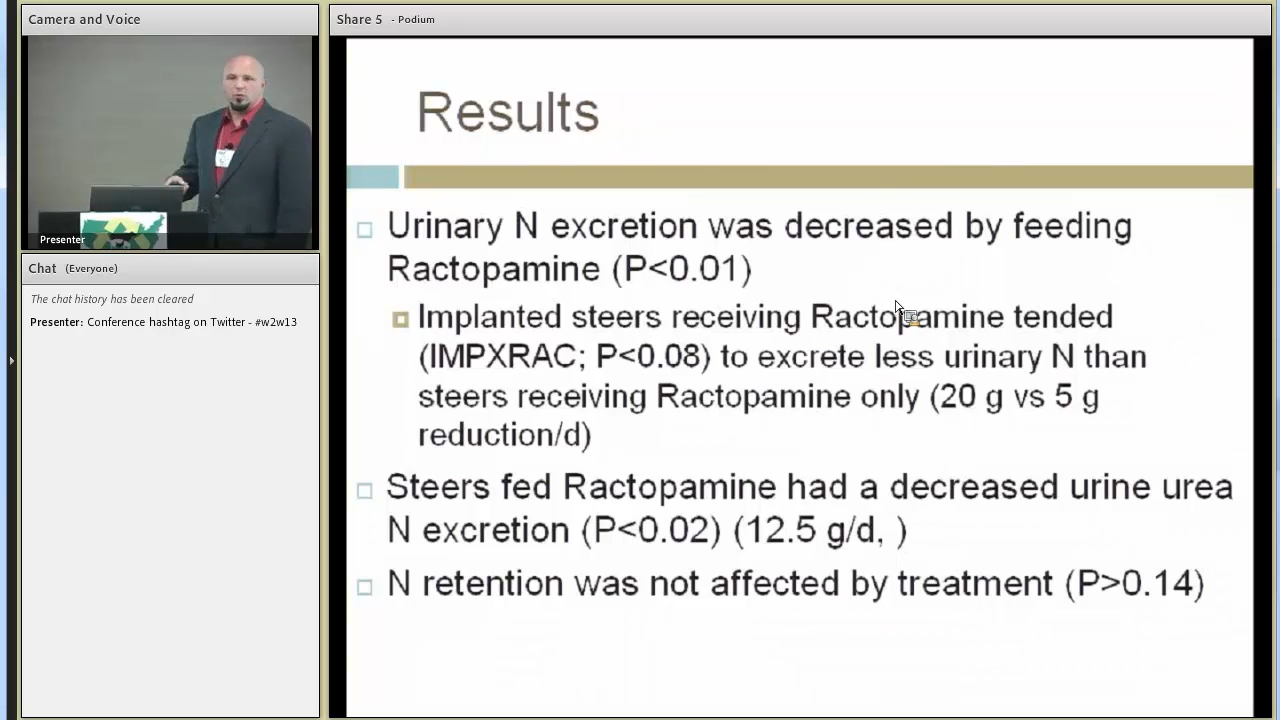 Camera and Voice
Presenter
Chat (Everyone)
The chat history has been cleared
Presenter: Conference hashtag on Twitter - #w2w13
Share 5 - Podium
Results
Urinary N excretion was decreased by feeding
Ractopamine (P<0.01)
Implanted steers receiving Ractopamine tended
(IMPXRAC; P<0.08) to excrete less urinary N than
steers receiving Ractopamine only (20 g vs 5 g
reduction/d)
Steers fed Ractopamine had a decreased urine urea
N excretion (P<0.02) (12.5 g/d, )
N retention was not affected by treatment (P>0.14)